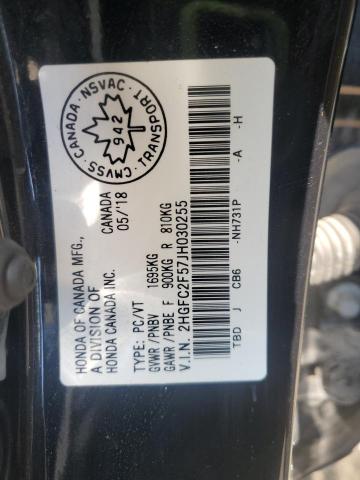 HONDA OF CANADA MFG.,
A DIVISION OF
HONDA CANADA INC.
CANADA
05/'18
CANADA · NSVAC · TRANSPORT · CMVSS ·
942
TYPE: PC/VT
GVWR /PNBV 1695KG
GAWR /PNBE F 900KG R 810KG
V.I.N. 2HGFC2F57JH030255
TBD J CB6 -NH731P -A -H